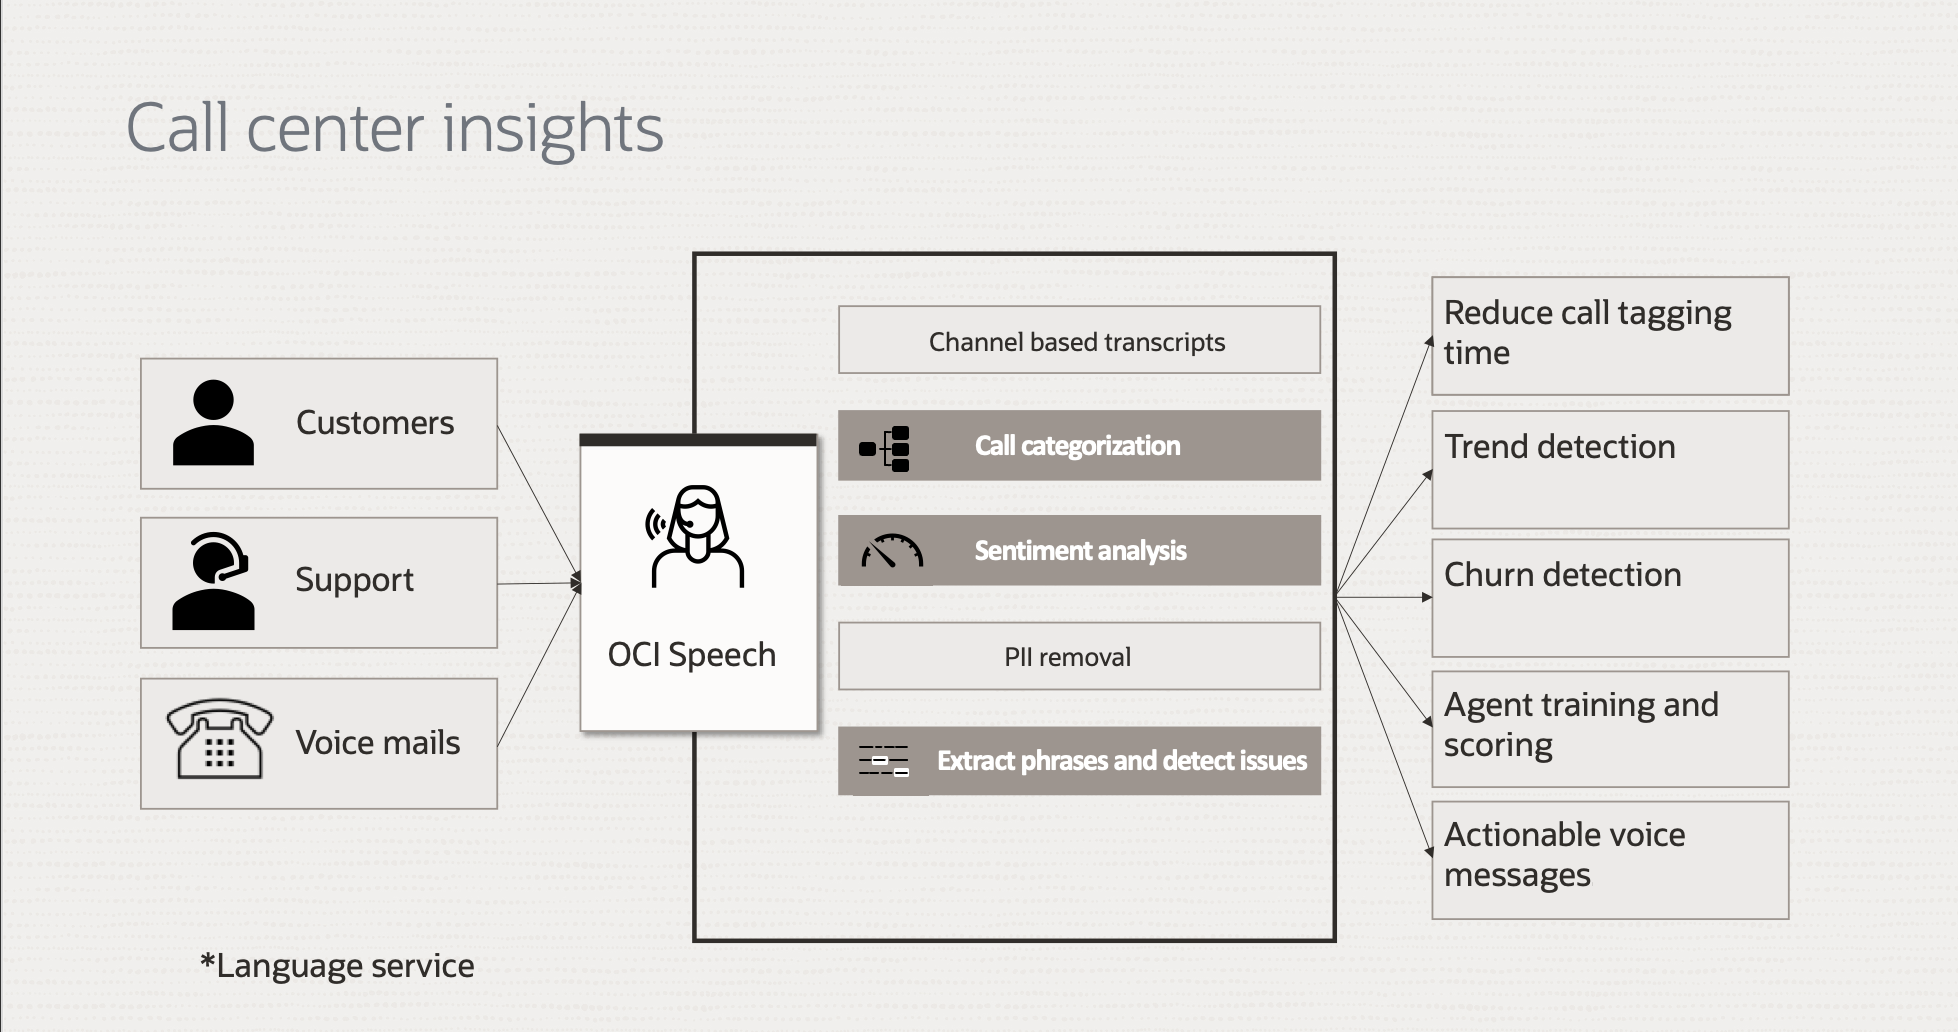 Call center insights
Customers
Support
Voice mails
OCI Speech
Channel based transcripts
Call categorization
Sentiment analysis
PII removal
Extract phrases and detect issues
Reduce call tagging
time
Trend detection
Churn detection
Agent training and
scoring
Actionable voice
messages
*Language service